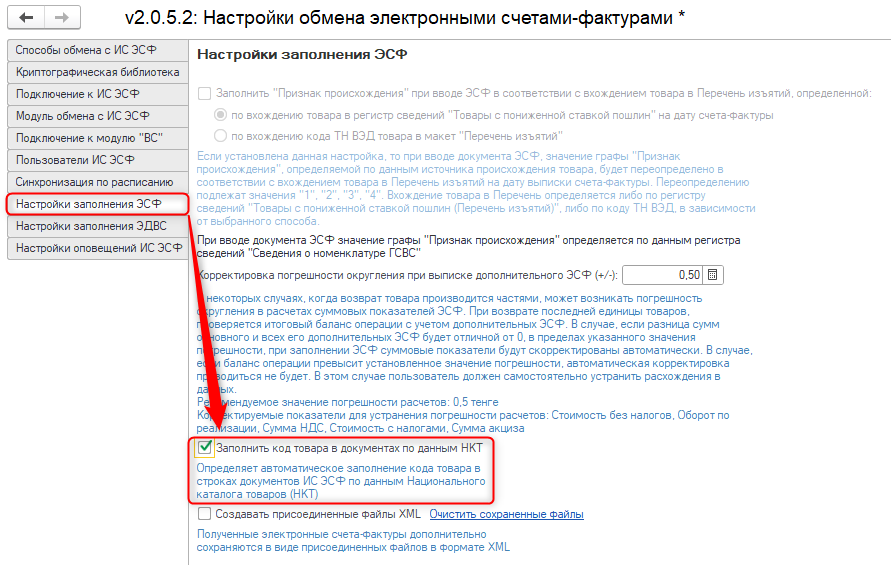 v2.0.5.2: Настройки обмена электронными счетами-фактурами *
Способы обмена с ИС ЭСФ
Криптографическая библиотека
Подключение к ИС ЭСФ
Модуль обмена с ИС ЭСФ
Подключение к модулю "ВС"
Пользователи ИС ЭСФ
Синхронизация по расписанию
Настройки заполнения ЭСФ
Настройки заполнения ЭДВС
Настройки оповещений ИС ЭСФ
Настройки заполнения ЭСФ
Заполнить "Признак происхождения" при вводе ЭСФ в соответствии с вхождением товара в Перечень изъятий, определенной:
по вхождению товара в регистр сведений "Товары с пониженной ставкой пошлин" на дату счета-фактуры
по вхождению кода ТН ВЭД товара в макет "Перечень изъятий"
Если установлена данная настройка, то при вводе документа ЭСФ, значение графы "Признак
происхождения", определяемой по данным источника происхождения товара, будет переопределено в
соответствии с вхождением товара в Перечень изъятий на дату выписки счета-фактуры. Переопределению
подлежат значения "1", "2", "3", "4". Вхождение товара в Перечень определяется либо по регистру
сведений "Товары с пониженной ставкой пошлин (Перечень изъятий)", либо по коду ТН ВЭД, в зависимости
от выбранного способа.
При вводе документа ЭСФ значение графы "Признак происхождения" определяется по данным регистра
сведений "Сведения о номенклатуре ГСВС"
Корректировка погрешности округления при выписке дополнительного ЭСФ (+/-): 0,50
некоторых случаях, когда возврат товара производится частями, может возникать погрешность
округления в расчетах суммовых показателей ЭСФ. При возврате последней единицы товаров,
проверяется итоговый баланс операции с учетом дополнительных ЭСФ. В случае, если разница сумм
основного и всех его дополнительных ЭСФ будет отличной от 0, в пределах указанного значения
погрешности, при заполнении ЭСФ суммовые показатели будут скорректированы автоматически. В случае,
если баланс операции превысит установленное значение погрешности, автоматическая корректировка
проводиться не будет. В этом случае пользователь должен самостоятельно устранить расхождения в
данных.
Рекомендуемое значение погрешности расчетов: 0,5 тенге
Корректируемые показатели для устранения погрешности расчетов: Стоимость без налогов, Оборот по
реализации, Сумма НДС, Стоимость с налогами, Сумма акциза
Заполнить код товара в документах по данным НКТ
Определяет автоматическое заполнение кода товара в
строках документов ИС ЭСФ по данным Национального
каталога товаров (НКТ)
Создавать присоединенные файлы XML Очистить сохраненные файлы
Полученные электронные счета-фактуры дополнительно
сохраняются в виде присоединенных файлов в формате XML